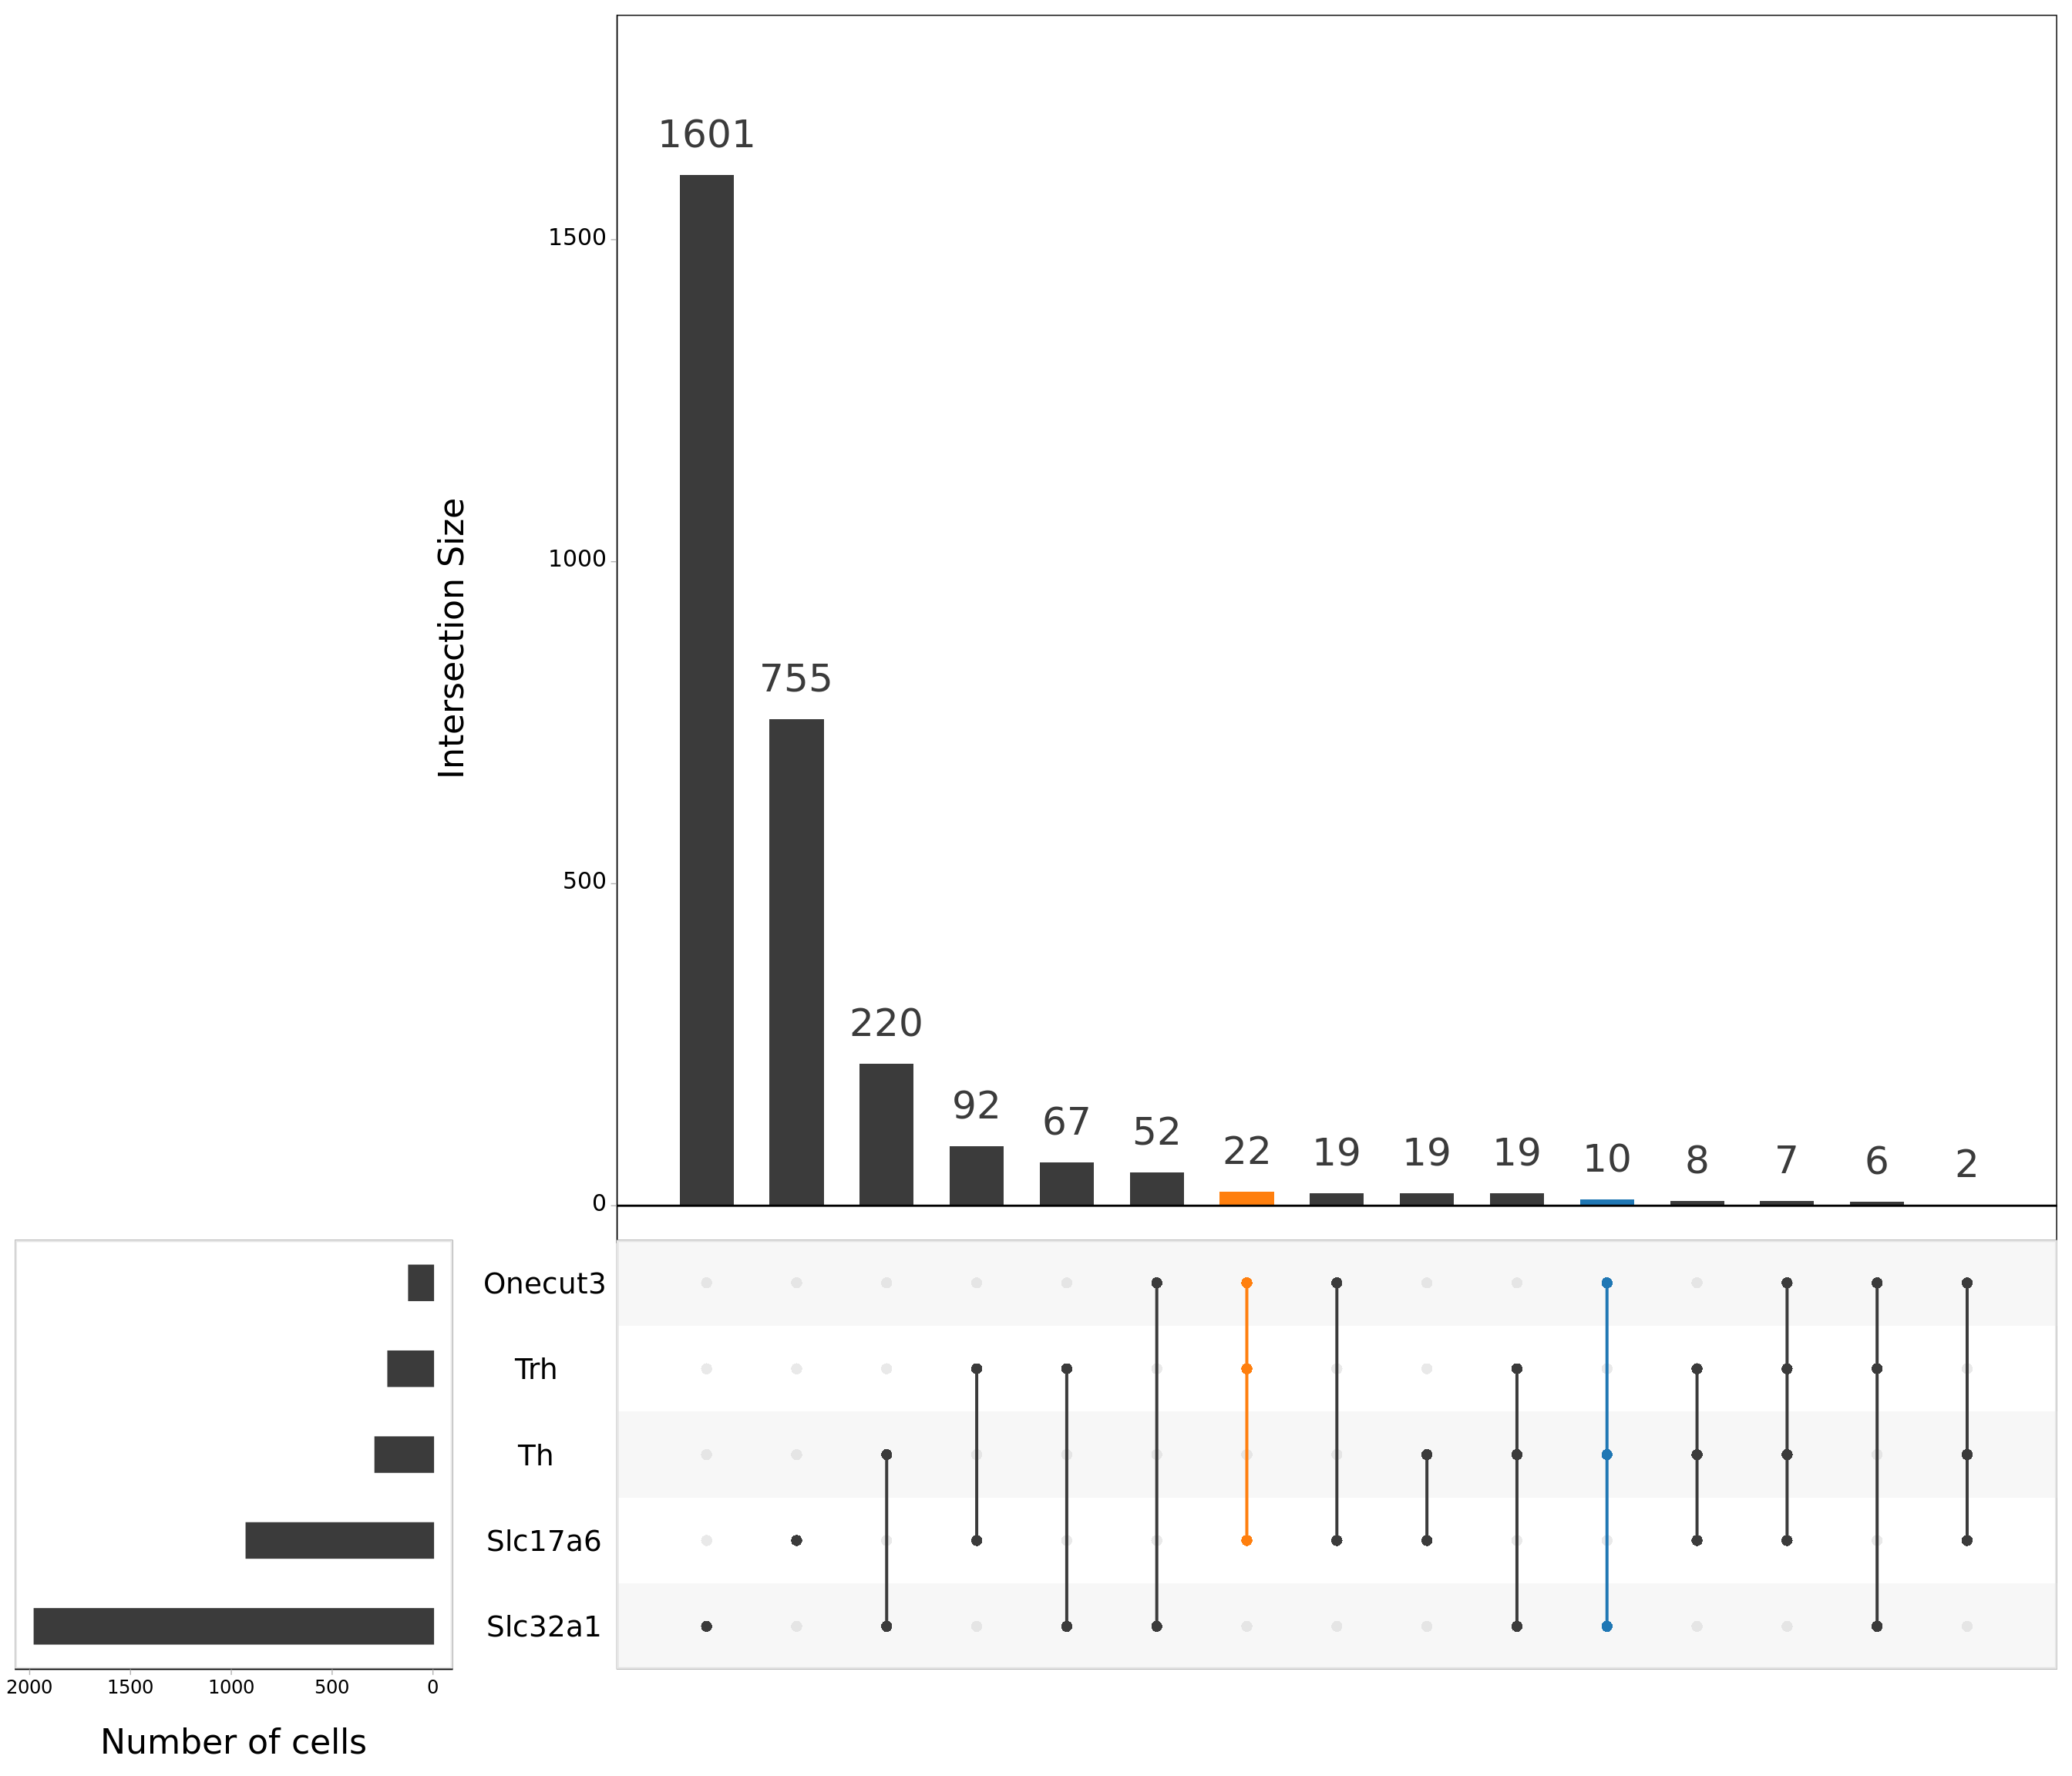 Intersection Size
1500
1000
500
0
1601
755
220
92
67
52
22
19
19
19
10
8
7
6
2
Onecut3
Trh
Th
Slc17a6
Slc32a1
2000 1500 1000 500 0
Number of cells